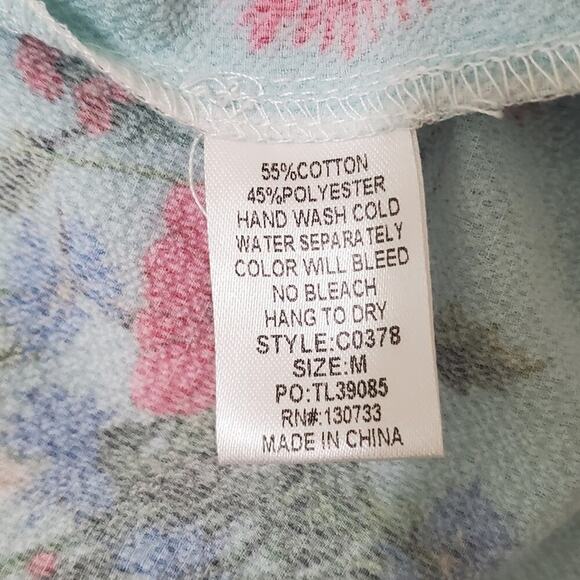 55%COTTON
45%POLYESTER
HAND WASH COLD
WATER SEPARATELY
COLOR WILL BLEED
NO BLEACH
HANG TO DRY
STYLE:C0378
SIZE:M
PO:TL39085
RN#:130733
MADE IN CHINA